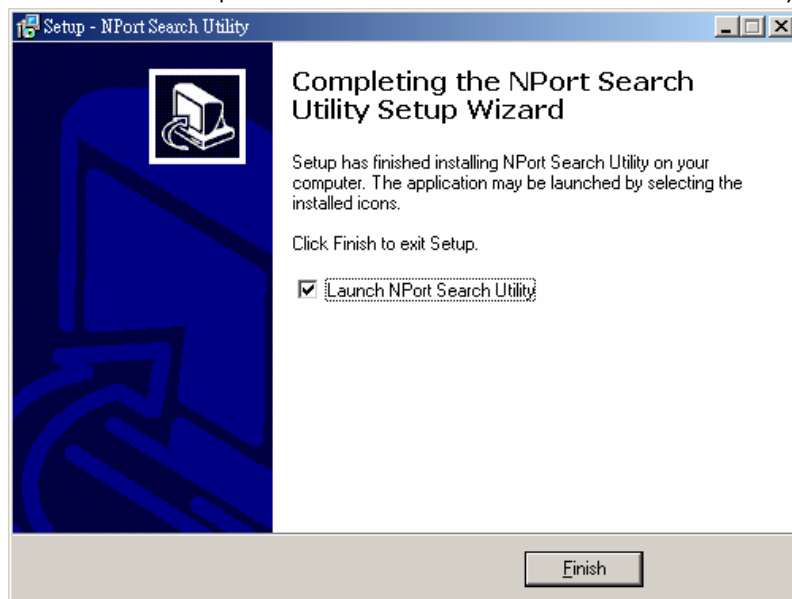 Setup - NPort Search Utility
Completing the NPort Search
Utility Setup Wizard
Setup has finished installing NPort Search Utility on your
computer. The application may be launched by selecting the
installed icons.
Click Finish to exit Setup.
Launch NPort Search Utility
Finish